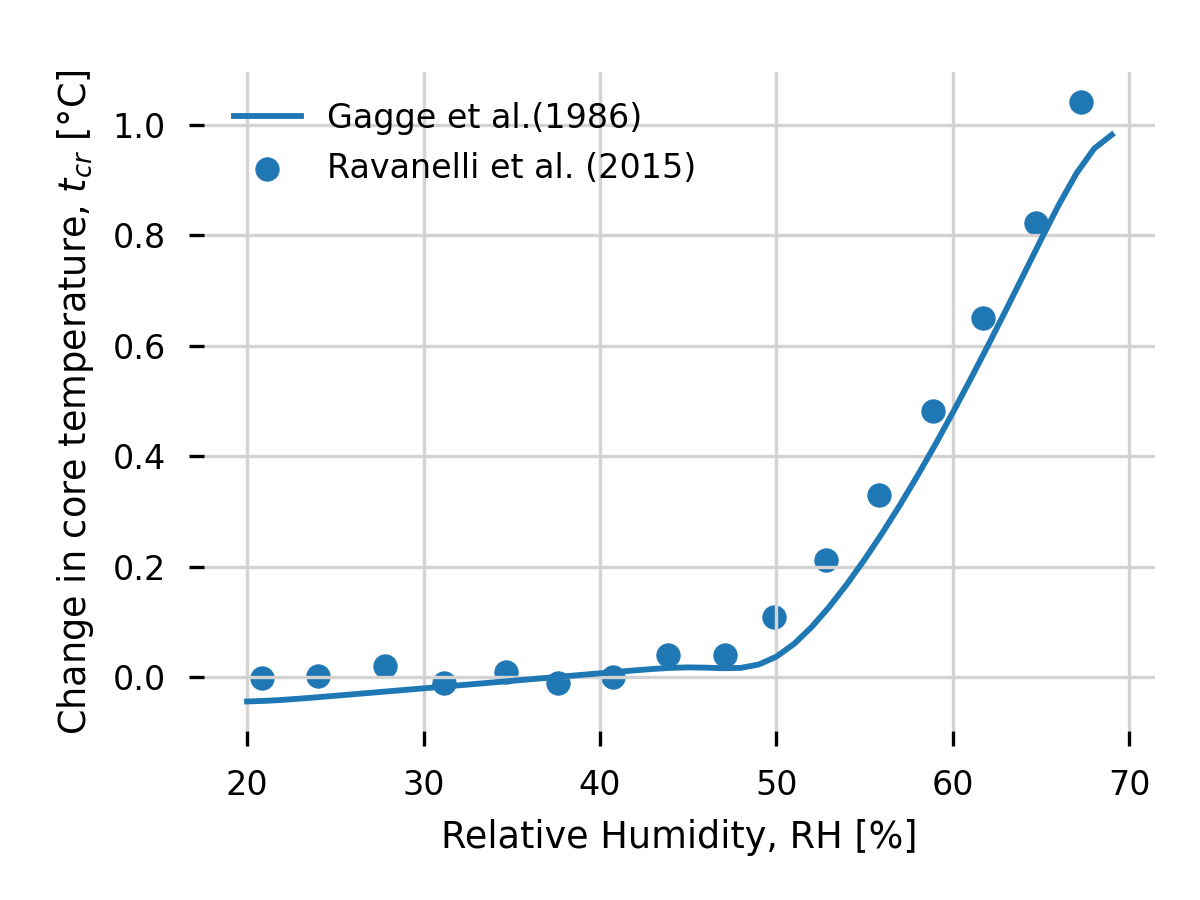 Gagge et al.(1986)
Ravanelli et al. (2015)
Change in core temperature, t_cr [°C]
1.0
0.8
0.6
0.4
0.2
0.0
20 30 40 50 60 70
Relative Humidity, RH [%]